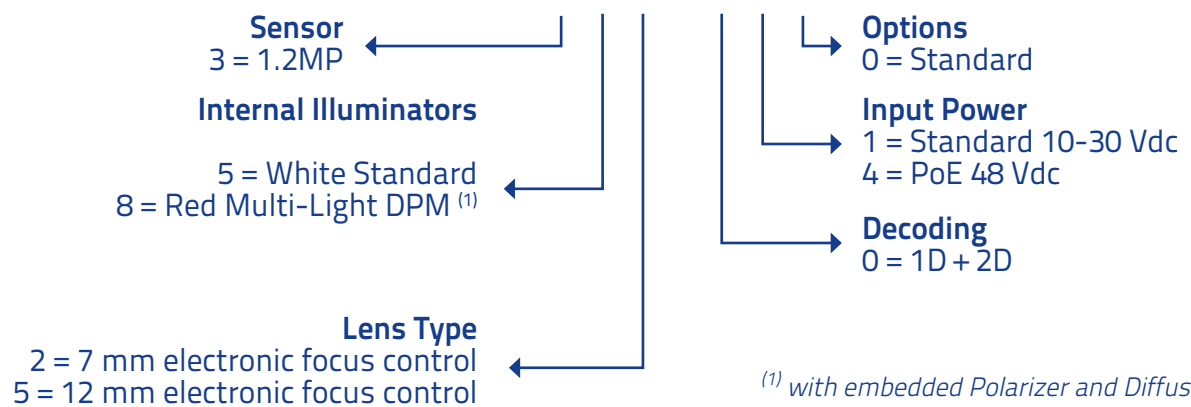 Sensor
3 = 1.2MP
Internal Illuminators
5 = White Standard
8 = Red Multi-Light DPM (1)
Lens Type
2 = 7 mm electronic focus control
5 = 12 mm electronic focus control
Options
0 = Standard
Input Power
1 = Standard 10-30 Vdc
4 = PoE 48 Vdc
Decoding
0 = 1D + 2D
(1) with embedded Polarizer and Diffus